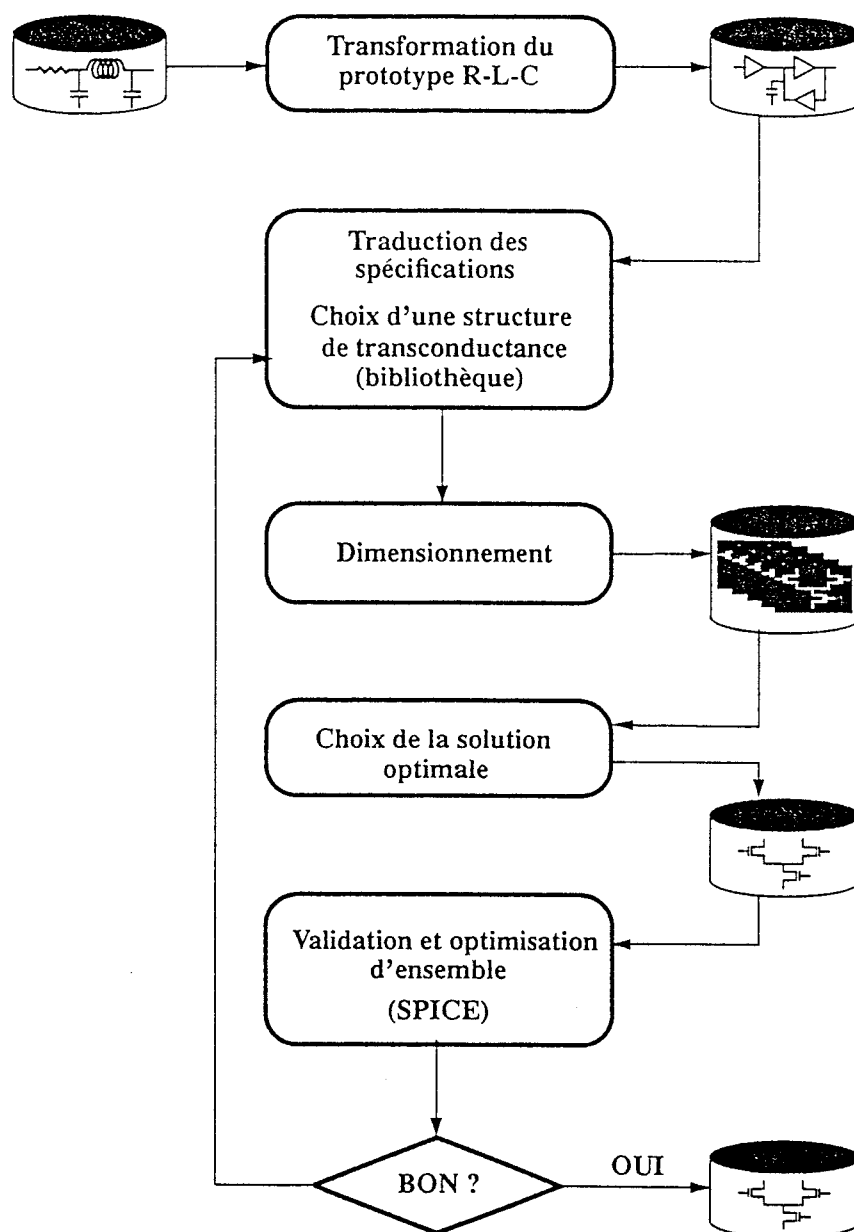 Transformation du
prototype R-L-C
Traduction des
spécifications
Choix d'une structure
de transconductance
(bibliothèque)
Dimensionnement
Choix de la solution
optimale
Validation et optimisation
d'ensemble
(SPICE)
BON ?
OUI